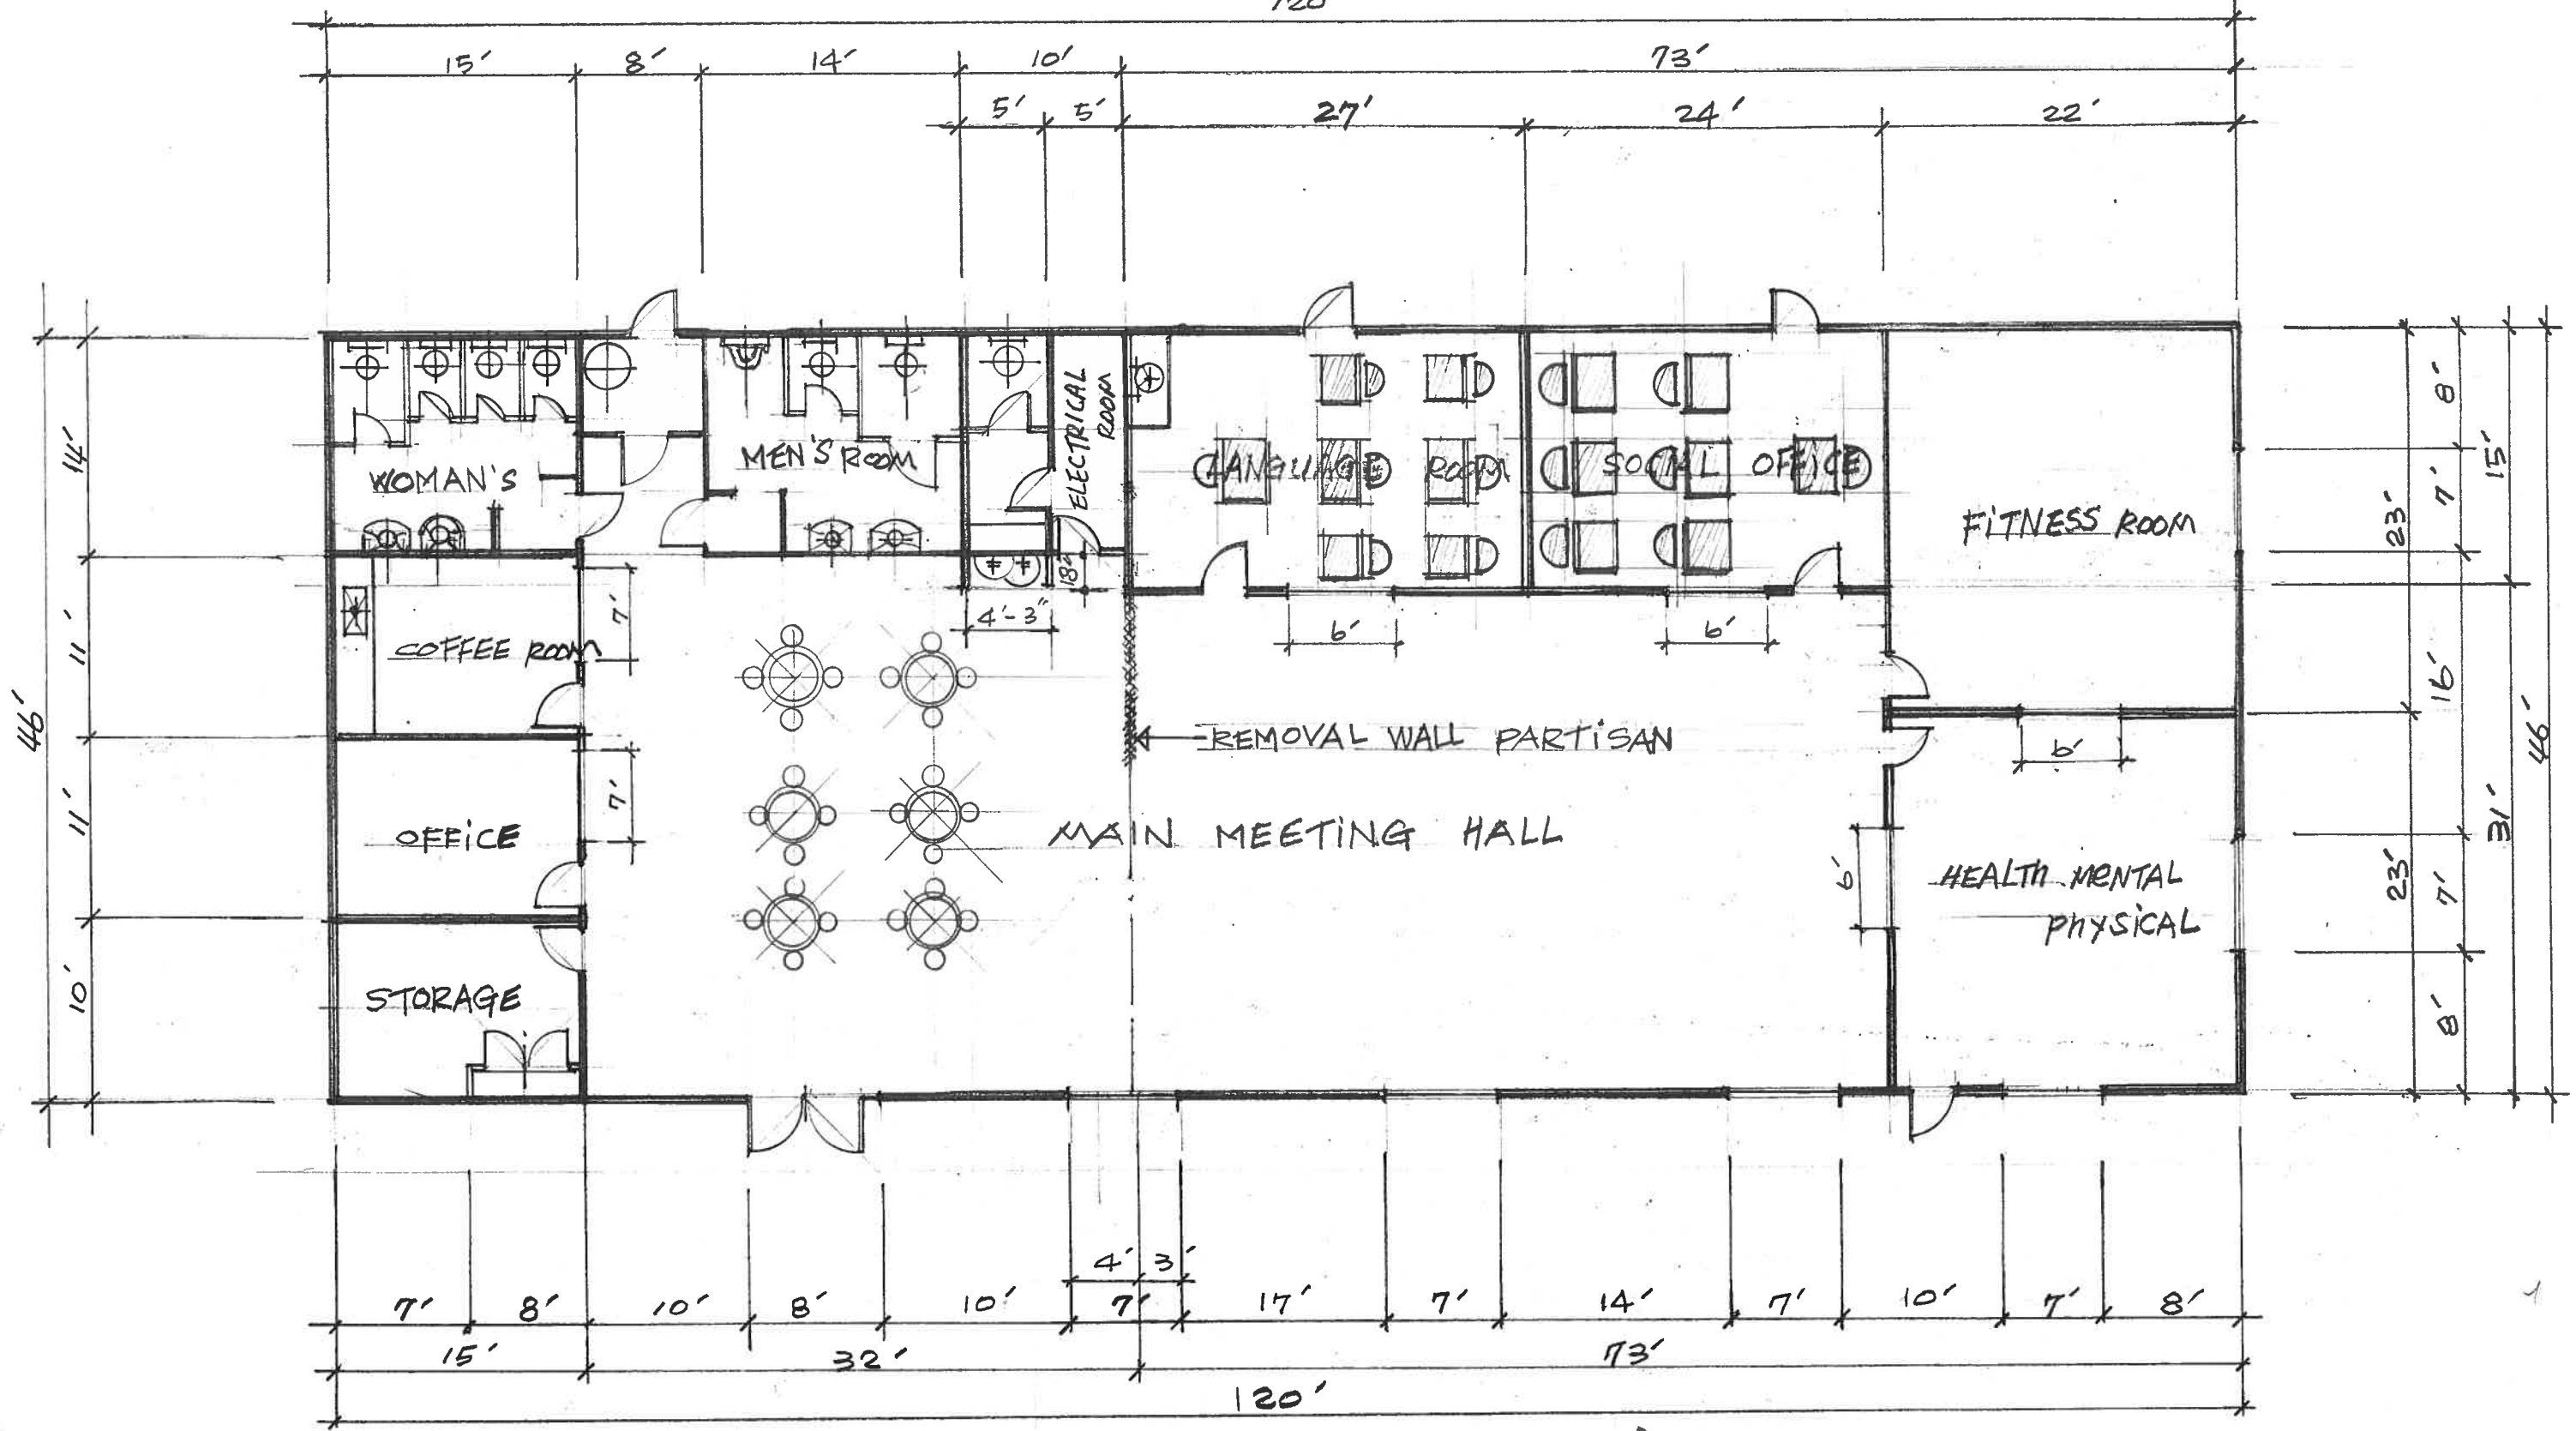 120'
15' 8' 14' 10' 73'
5' 5' 27' 24' 22'
WOMAN'S
MEN'S ROOM
ELECTRICAL
ROOM
LANGUAGE ROOM
SOCIAL OFFICE
FITNESS ROOM
14'
11'
11'
10'
46'
COFFEE ROOM
7'
4'-3"
18"
6'
6'
REMOVAL WALL PARTISAN
6'
OFFICE
7'
MAIN MEETING HALL
6'
HEALTH MENTAL
PHYSICAL
STORAGE
23'
23'
8'
7'
16'
7'
8'
15'
31'
46'
4' 3'
7' 8' 10' 8' 10' 7' 17' 7' 14' 7' 10' 7' 8'
15' 32' 73'
120'